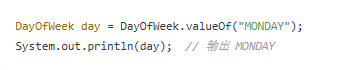 DayOfWeek day = DayOfWeek.valueOf("MONDAY");
System.out.println(day);  // 输出 MONDAY